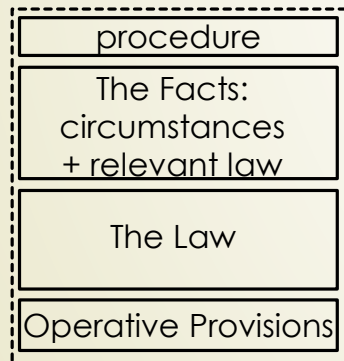 procedure
The Facts:
circumstances
+ relevant law
The Law
Operative Provisions